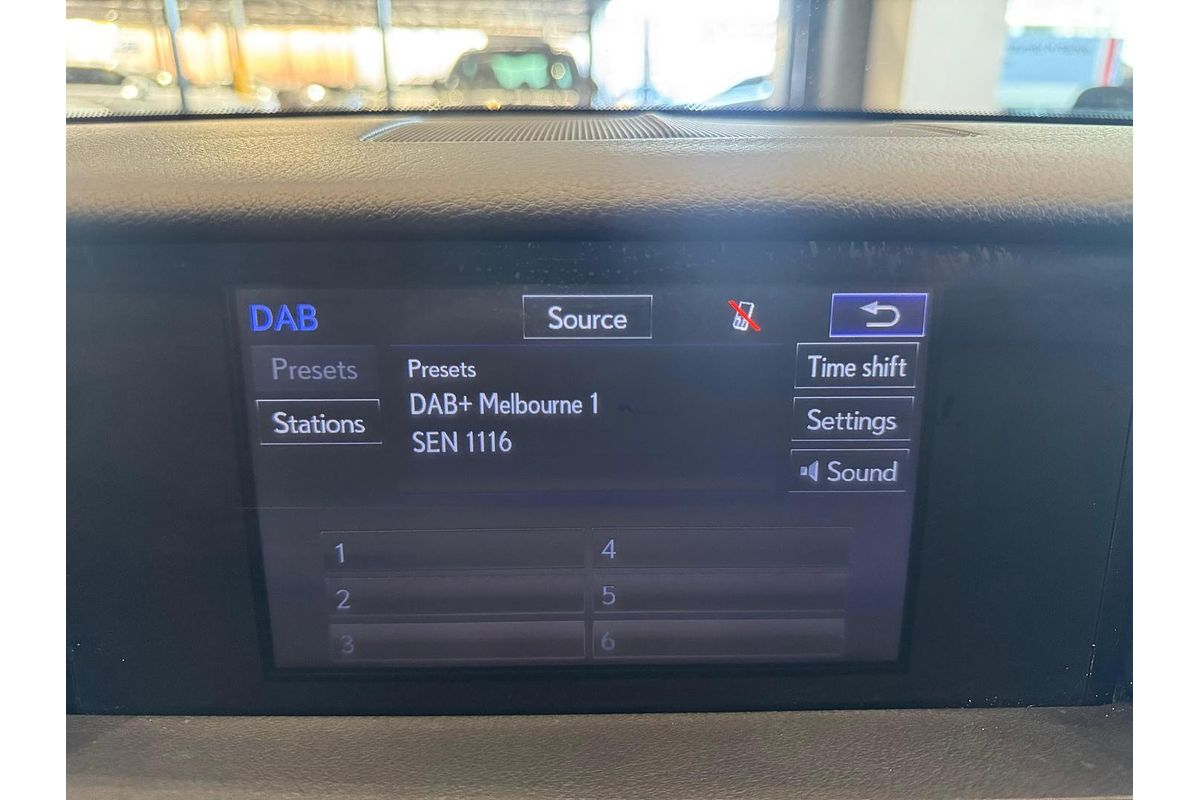 DAB
Source
Presets
Presets
Time shift
DAB+ Melbourne 1
Stations
Settings
SEN 1116
Sound
1
4
2
5
3
6